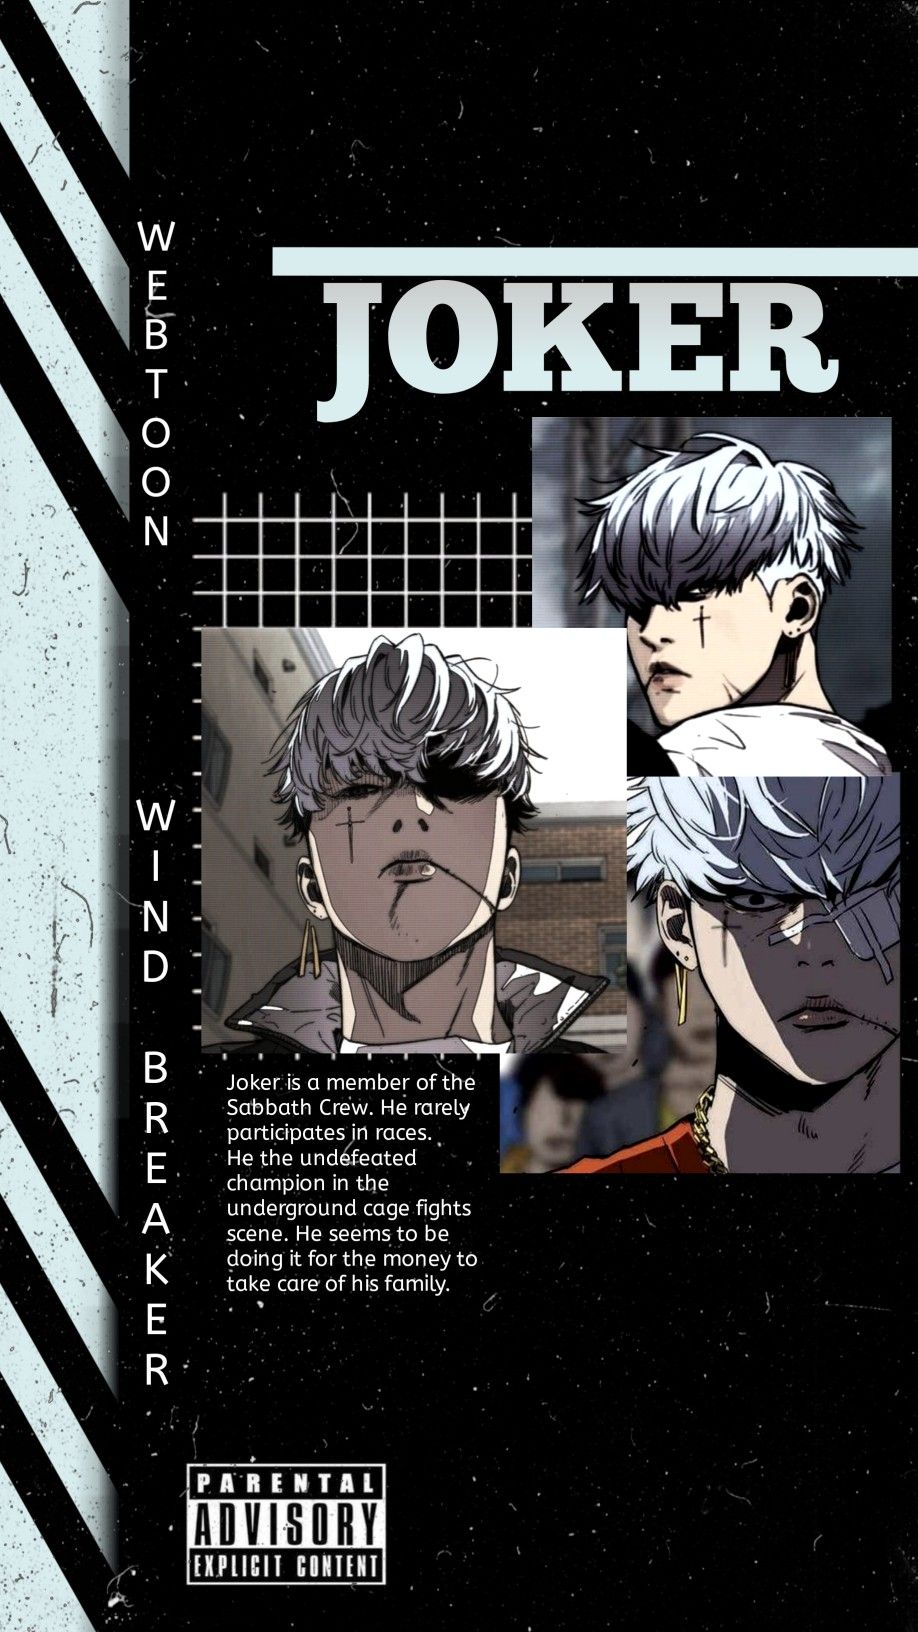 WEBTOON
WIND BREAKER
JOKER
Joker is a member of the
Sabbath Crew. He rarely
participates in races.
He the undefeated
champion in the
underground cage fights
scene. He seems to be
doing it for the money to
take care of his family.
PARENTAL
ADVISORY
EXPLICIT CONTENT